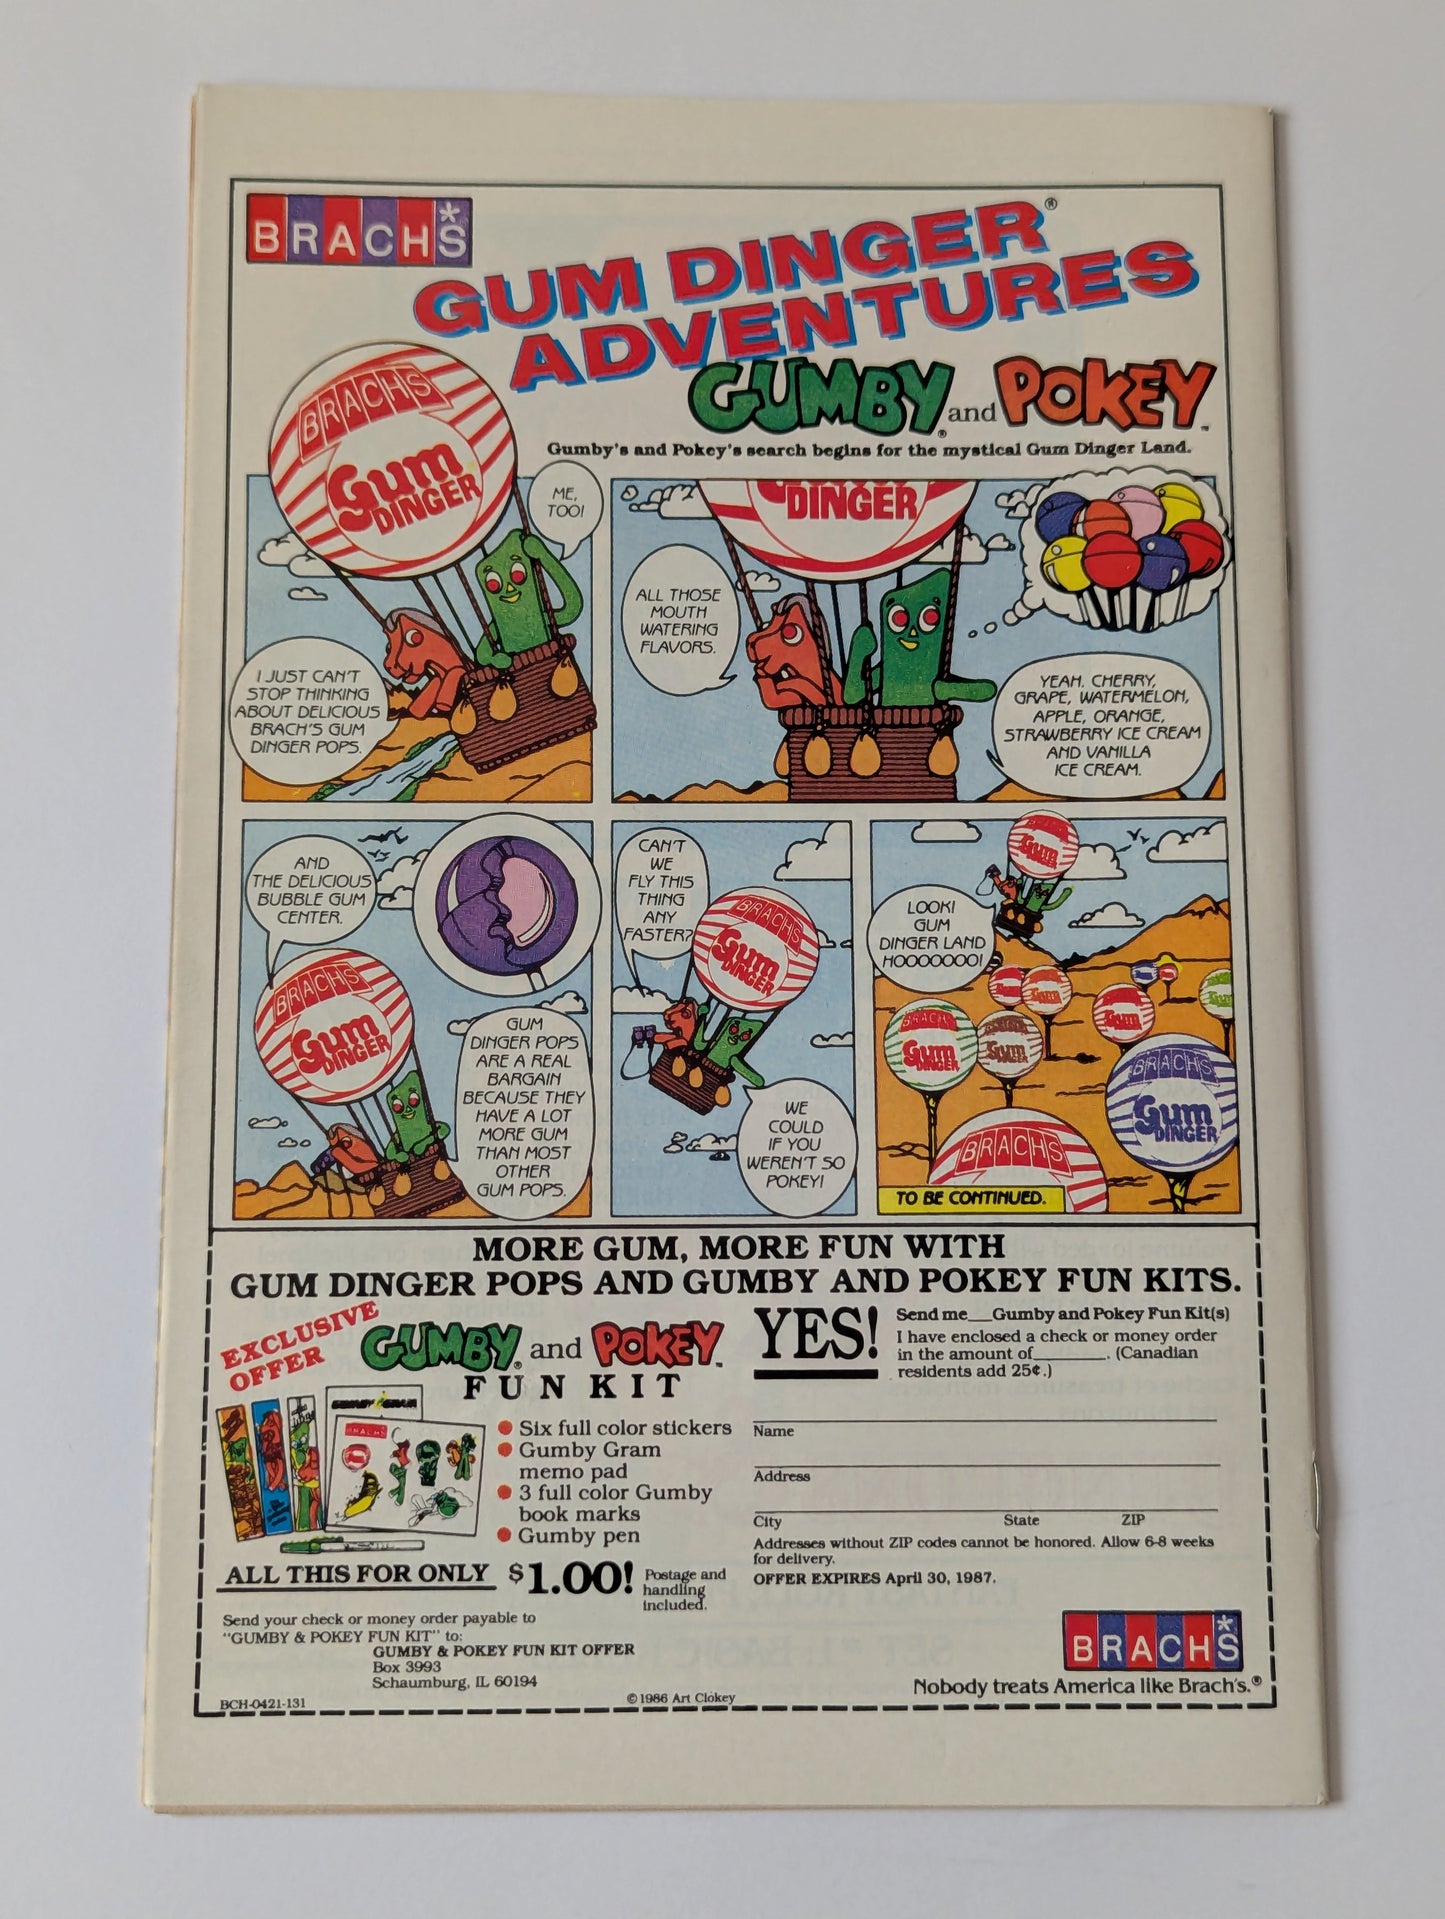 BRACH'S
GUM DINGER®
ADVENTURES
GUMBY® and POKEY™
Gumby's and Pokey's search begins for the mystical Gum Dinger Land.
BRACH'S
Gum
DINGER
ME,
TOO!
I JUST CAN'T
STOP THINKING
ABOUT DELICIOUS
BRACH'S GUM
DINGER POPS.
DINGER
ALL THOSE
MOUTH
WATERING
FLAVORS.
YEAH, CHERRY,
GRAPE, WATERMELON,
APPLE, ORANGE,
STRAWBERRY ICE CREAM
AND VANILLA
ICE CREAM.
AND
THE DELICIOUS
BUBBLE GUM
CENTER.
BRACH'S
Gum
DINGER
GUM
DINGER POPS
ARE A REAL
BARGAIN
BECAUSE THEY
HAVE A LOT
MORE GUM
THAN MOST
OTHER
GUM POPS.
CAN'T
WE
FLY THIS
THING
ANY
FASTER?
BRACH'S
Gum
DINGER
WE
COULD
IF YOU
WEREN'T SO
POKEY!
BRACH'S
Gum
DINGER
LOOK!
GUM
DINGER LAND
HOOOOOOO!
BRACH'S
Gum
DINGER
BRACH'S
Gum
DINGER
Gum
BRACH'S
Gum
DINGER
BRACH'S
TO BE CONTINUED.
MORE GUM, MORE FUN WITH
GUM DINGER POPS AND GUMBY AND POKEY FUN KITS.
EXCLUSIVE
OFFER
GUMBY® and POKEY™
FUN KIT
BRACH'S
Six full color stickers
Gumby Gram
memo pad
3 full color Gumby
book marks
Gumby pen
ALL THIS FOR ONLY $1.00!
Postage and
handling
included.
Send your check or money order payable to
"GUMBY & POKEY FUN KIT" to:
GUMBY & POKEY FUN KIT OFFER
Box 3993
Schaumburg, IL 60194
BCH-0421-131
©1986 Art Clokey
YES!
Send me__Gumby and Pokey Fun Kit(s)
I have enclosed a check or money order
in the amount of________. (Canadian
residents add 25¢.)
Name
Address
City State ZIP
Addresses without ZIP codes cannot be honored. Allow 6-8 weeks
for delivery.
OFFER EXPIRES April 30, 1987.
BRACH'S
Nobody treats America like Brach's.®